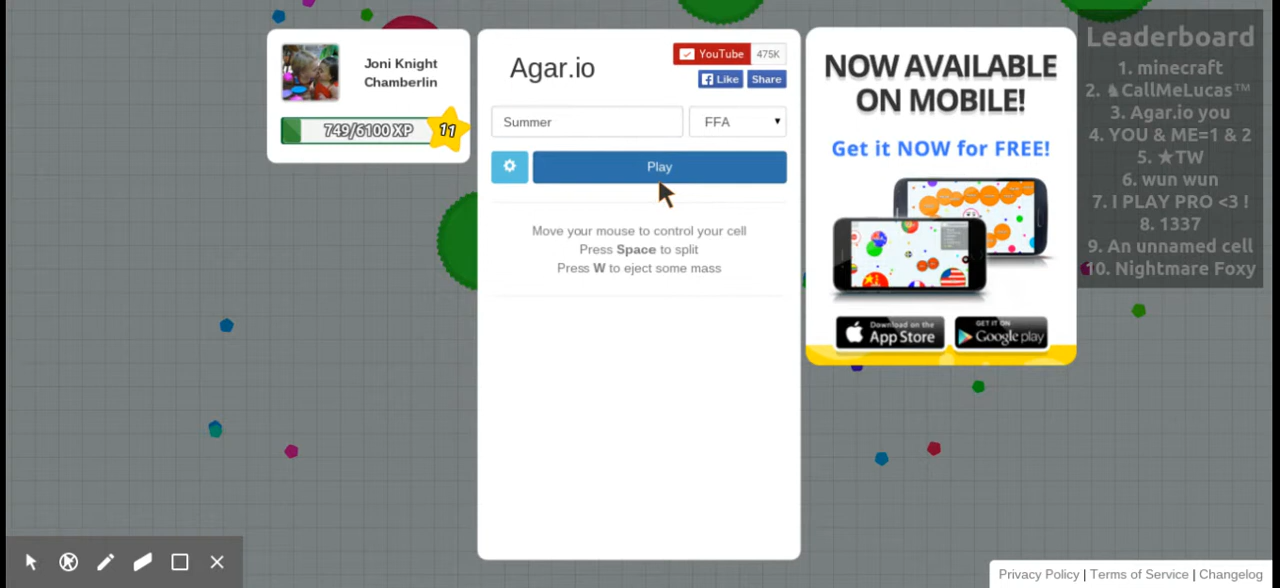 Joni Knight
Chamberlin
749/6100 XP
11
Agar.io
YouTube 475K
Like Share
Summer
FFA
Play
Move your mouse to control your cell
Press Space to split
Press W to eject some mass
NOW AVAILABLE
ON MOBILE!
Get it NOW for FREE!
Download on the
App Store
GET IT ON
Google play
Leaderboard
1. minecraft
2. ♞CallMeLucas™
3. Agar.io you
4. YOU & ME=1 & 2
5. ★TW
6. wun wun
7. I PLAY PRO <3 !
8. 1337
9. An unnamed cell
10. Nightmare Foxy
Privacy Policy | Terms of Service | Changelog